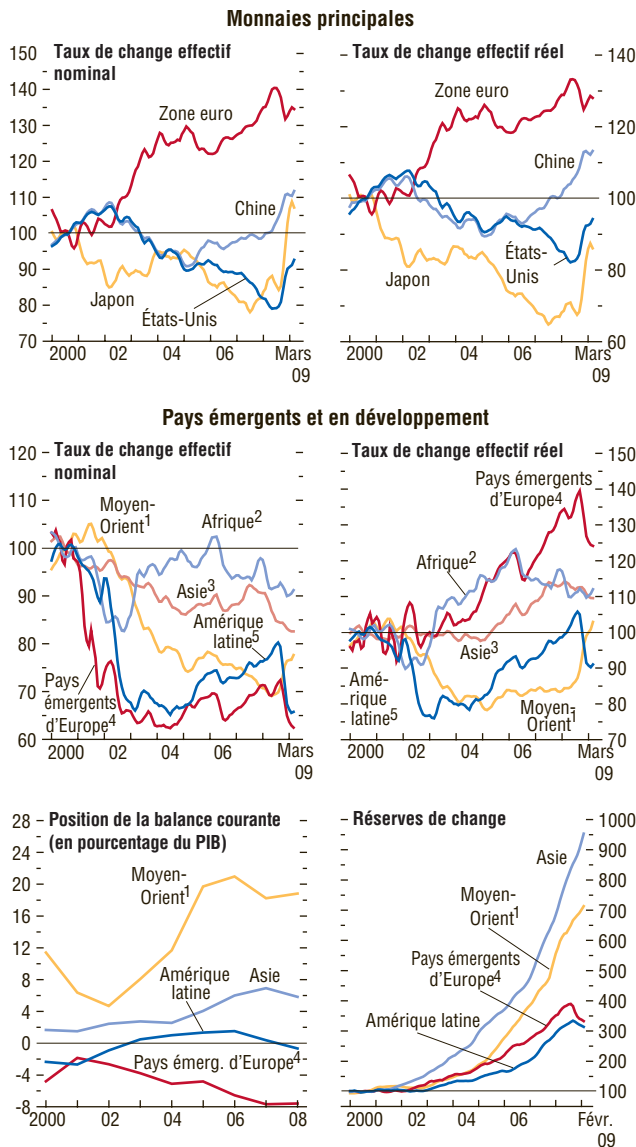 Monnaies principales
Taux de change effectif
nominal
150
140
130
120
110
100
90
80
70
Zone euro
Chine
Japon
États-Unis
2000 02 04 06 Mars
09
Taux de change effectif réel
140
120
100
80
60
Zone euro
Chine
États-
Unis
Japon
2000 02 04 06 Mars
09
Pays émergents et en développement
Taux de change effectif
nominal
120
110
100
90
80
70
60
Moyen-
Orient1
Afrique2
Asie3
Amérique
latine5
Pays
émergents
d'Europe4
2000 02 04 06 Mars
09
Taux de change effectif réel
150
140
130
120
110
100
90
80
70
Pays émergents
d'Europe4
Afrique2
Asie3
Amé-
rique
latine5
Moyen-
Orient1
2000 02 04 06 Mars
09
Position de la balance courante
(en pourcentage du PIB)
28
24
20
16
12
8
4
0
-4
-8
Moyen-
Orient1
Amérique
latine
Asie
Pays émerg. d'Europe4
2000 02 04 06 08
Réserves de change
1000
900
800
700
600
500
400
300
200
100
Asie
Moyen-
Orient1
Pays émergents
d'Europe4
Amérique latine
2000 02 04 06 Févr.
09